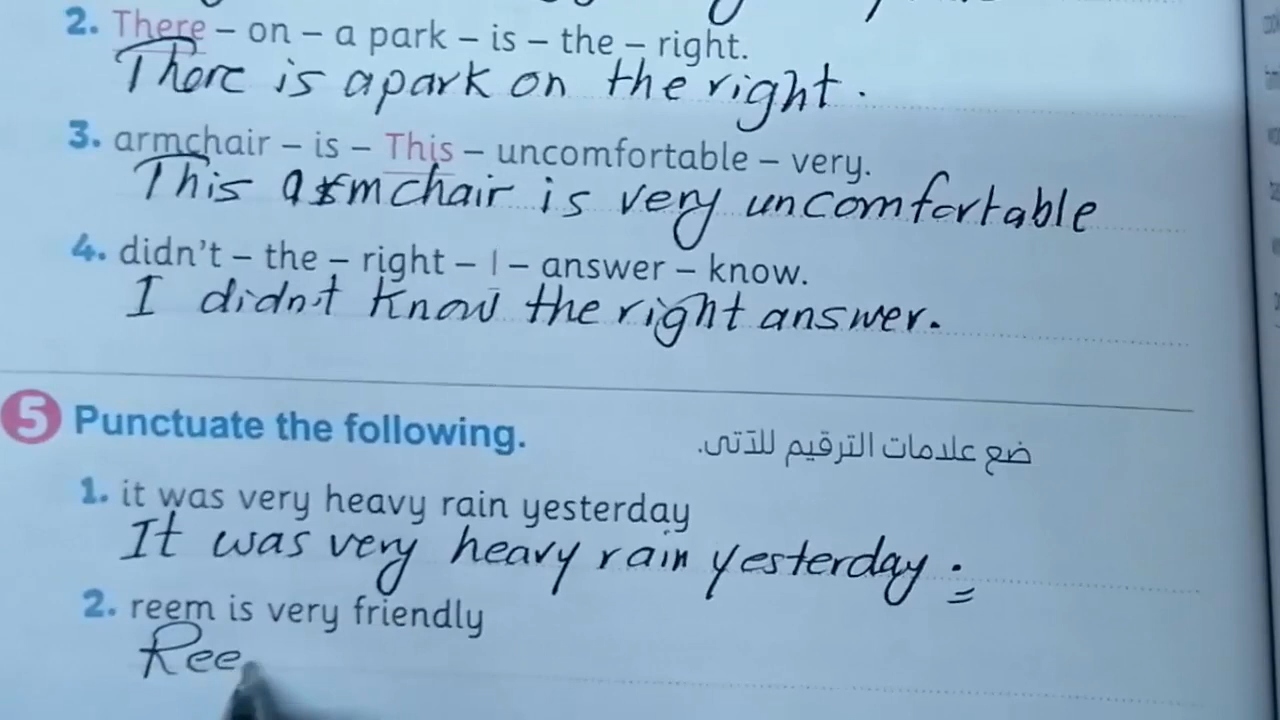 2. There – on – a park – is – the – right.
There is a park on the right.
3. armchair – is – This – uncomfortable – very.
This armchair is very uncomfortable
4. didn't – the – right – I – answer – know.
I didn't know the right answer.
5 Punctuate the following. ضع علامات الترقيم للآتى.
1. it was very heavy rain yesterday
It was very heavy rain yesterday.
2. reem is very friendly
Ree